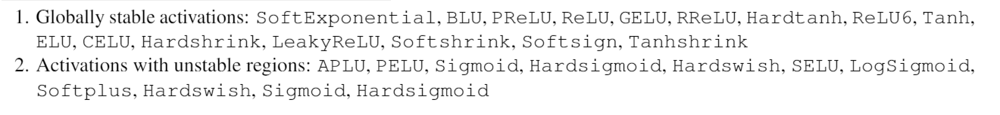 1. Globally stable activations: SoftExponential, BLU, PReLU, ReLU, GELU, RReLU, Hardtanh, ReLU6, Tanh,
ELU, CELU, Hardshrink, LeakyReLU, Softshrink, Softsign, Tanhshrink
2. Activations with unstable regions: APLU, PELU, Sigmoid, Hardsigmoid, Hardswish, SELU, LogSigmoid,
Softplus, Hardswish, Sigmoid, Hardsigmoid